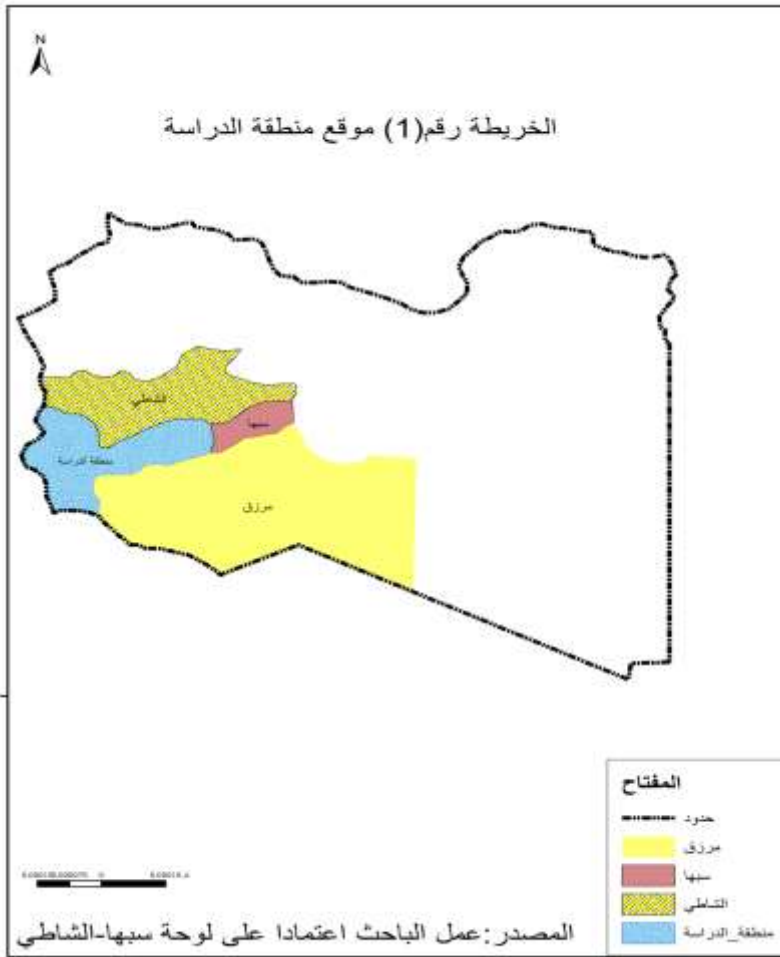 N
الخريطة رقم(1) موقع منطقة الدراسة
الشاطي
سبها
منطقة الدراسة
مرزق
المفتاح
حدود
مرزق
سبها
الشاطي
منطقة_الدراسة
المصدر:عمل الباحث اعتمادا على لوحة سبها-الشاطي